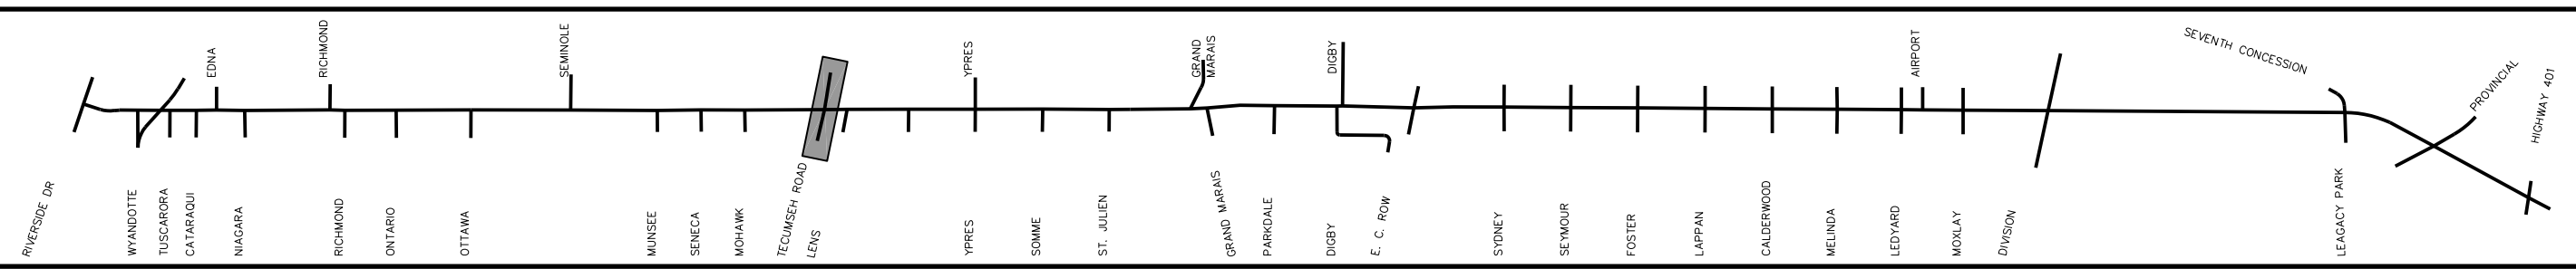 EDNA
RICHMOND
SEMINOLE
YPRES
GRAND
MARAIS
DIGBY
AIRPORT
SEVENTH CONCESSION
PROVINCIAL
HIGHWAY 401
RIVERSIDE DR
WYANDOTTE
TUSCARORA
CATARAQUI
NIAGARA
RICHMOND
ONTARIO
OTTAWA
MUNSEE
SENECA
MOHAWK
TECUMSEH ROAD
LENS
YPRES
SOMME
ST. JULIEN
GRAND MARAIS
PARKDALE
DIGBY
E. C. ROW
SYDNEY
SEYMOUR
FOSTER
LAPPAN
CALDERWOOD
MELINDA
LEDYARD
MOXLAY
DIVISION
LEAGACY PARK